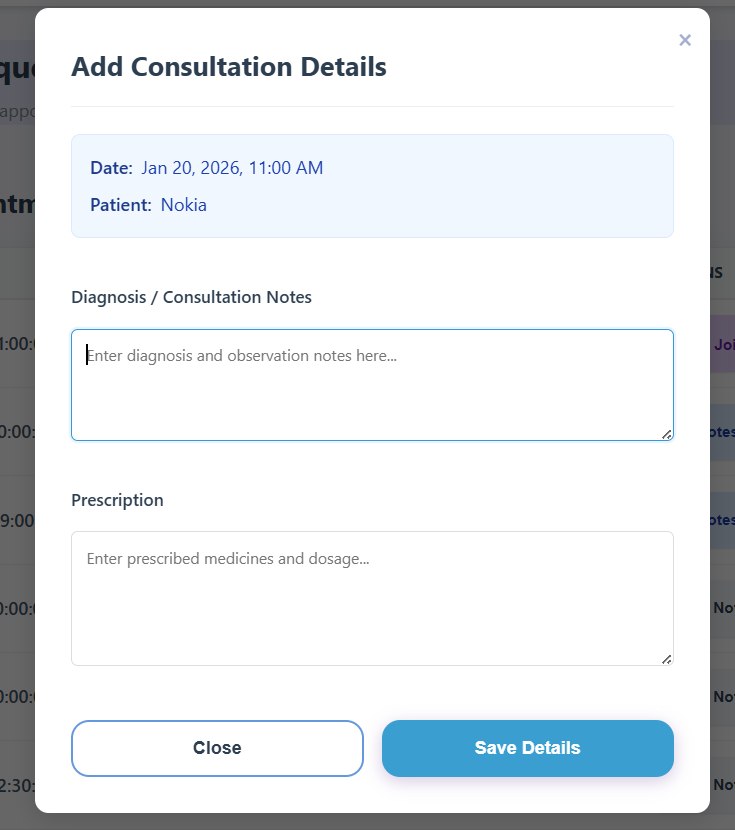 ×
Add Consultation Details
Date: Jan 20, 2026, 11:00 AM
Patient: Nokia
Diagnosis / Consultation Notes
Enter diagnosis and observation notes here...
Prescription
Enter prescribed medicines and dosage...
Close
Save Details